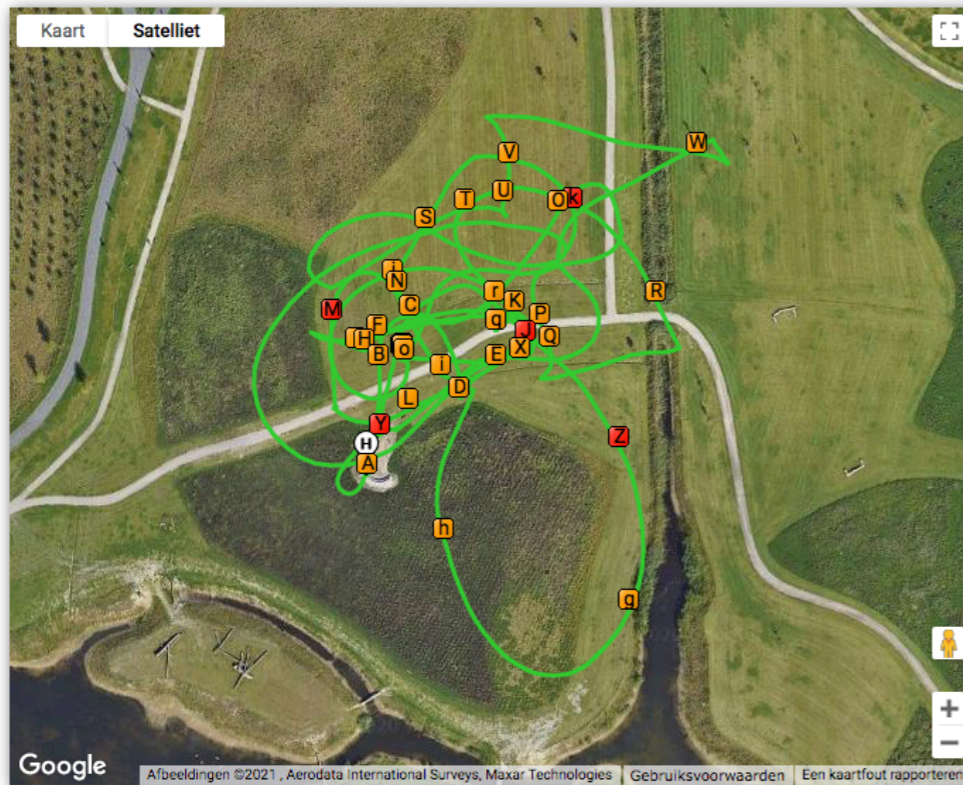 Kaart Satelliet
W
V
U
O k
T
S
j
N
R
r
K
C
M
P
q
F
J
H
Q
o
X
B
E
i
D
L
Y
Z
H
A
h
g
Google
Afbeeldingen ©2021 , Aerodata International Surveys, Maxar Technologies Gebruiksvoorwaarden Een kaartfout rapporteren